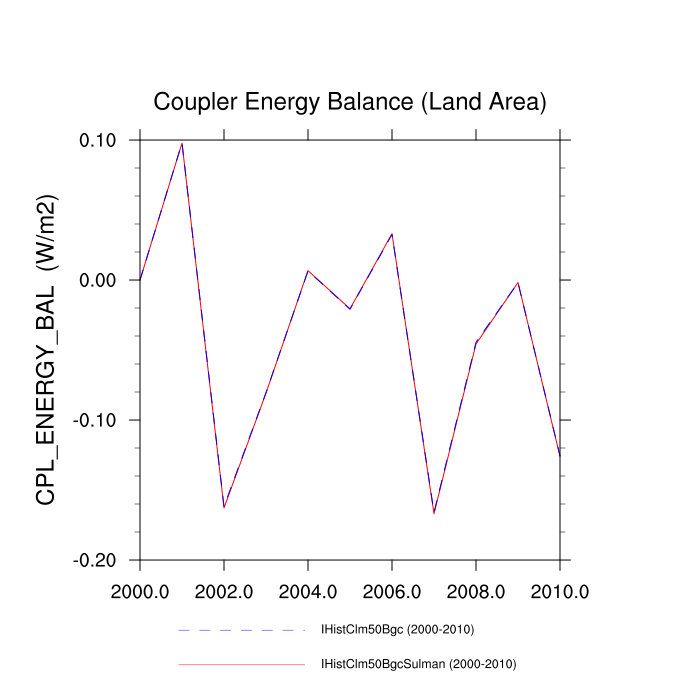 Coupler Energy Balance (Land Area)
CPL_ENERGY_BAL (W/m2)
0.10
0.00
-0.10
-0.20
2000.0 2002.0 2004.0 2006.0 2008.0 2010.0
IHistClm50Bgc (2000-2010)
IHistClm50BgcSulman (2000-2010)